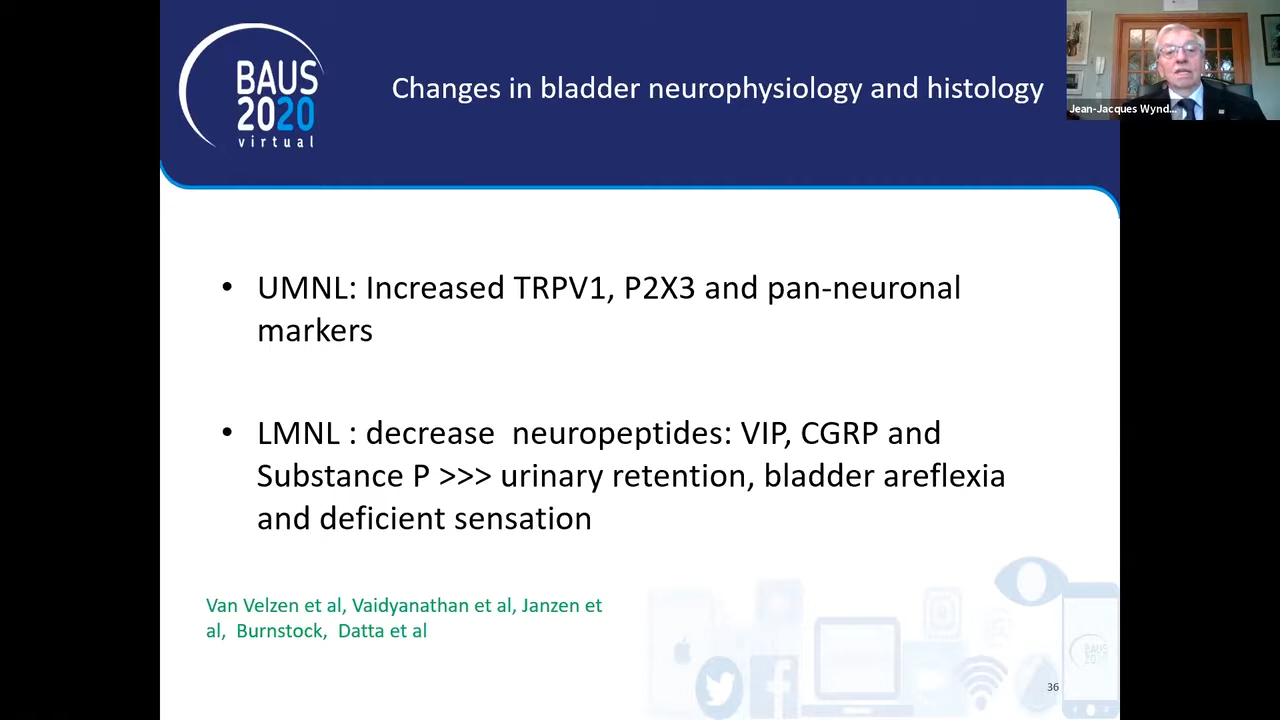 BAUS
2020
virtual
Changes in bladder neurophysiology and histology
Jean-Jacques Wynd...
• UMNL: Increased TRPV1, P2X3 and pan-neuronal
markers
• LMNL : decrease neuropeptides: VIP, CGRP and
Substance P >>> urinary retention, bladder areflexia
and deficient sensation
Van Velzen et al, Vaidyanathan et al, Janzen et
al, Burnstock, Datta et al
BAUS
2020
36